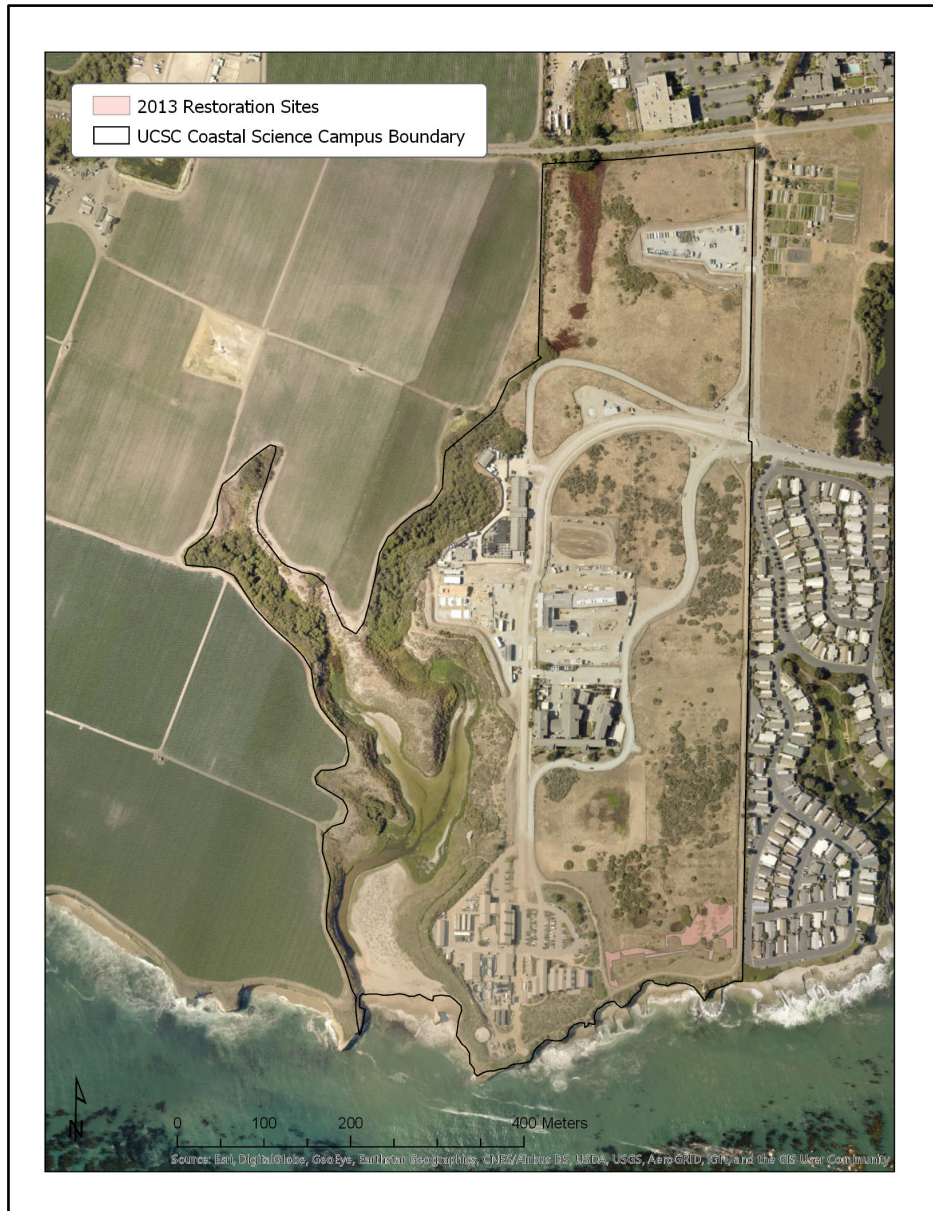 2013 Restoration Sites
UCSC Coastal Science Campus Boundary
N
0 100 200 400 Meters
Source: Esri, DigitalGlobe, GeoEye, Earthstar Geographics, CNES/Airbus DS, USDA, USGS, AeroGRID, IGN, and the GIS User Community